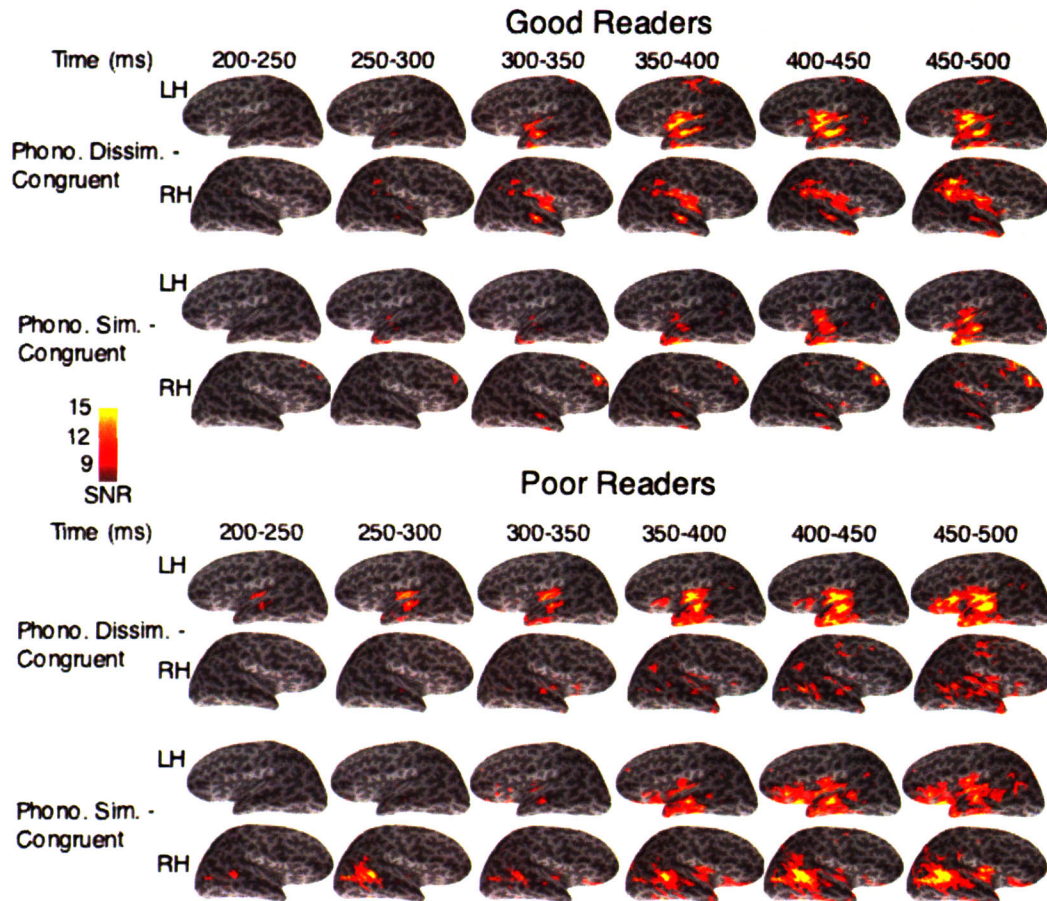 Good Readers
Time (ms) 200-250 250-300 300-350 350-400 400-450 450-500
LH
Phono. Dissim. -
Congruent
RH
LH
Phono. Sim. -
Congruent
RH
15
12
9
SNR
Poor Readers
Time (ms) 200-250 250-300 300-350 350-400 400-450 450-500
LH
Phono. Dissim. -
Congruent
RH
LH
Phono. Sim. -
Congruent
RH